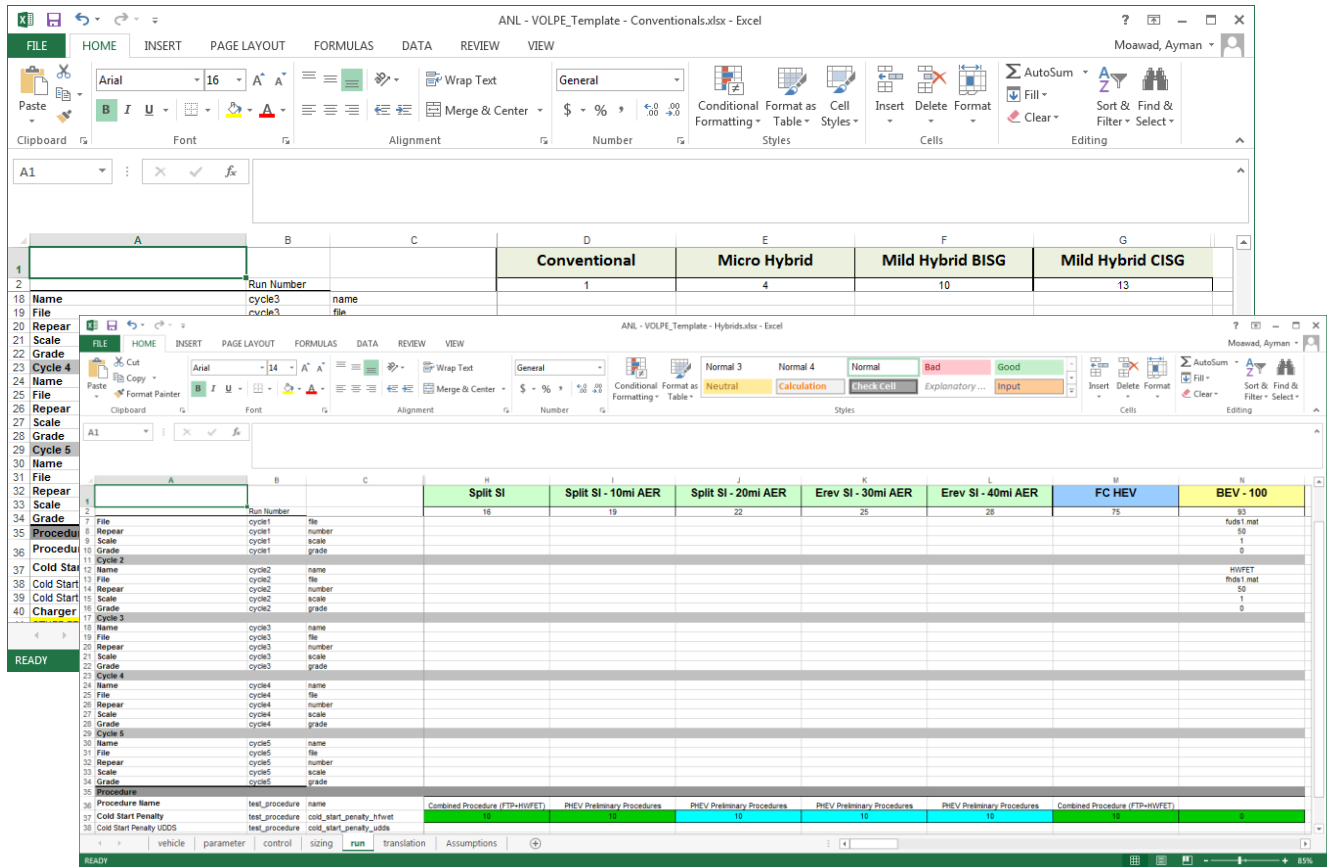 ANL - VOLPE_Template - Conventionals.xlsx - Excel
FILE HOME INSERT PAGE LAYOUT FORMULAS DATA REVIEW VIEW Moawad, Ayman
Paste Arial 16 Wrap Text General Conditional Format as Cell Insert Delete Format AutoSum Sort & Find &
B I U Merge & Center $ % Formatting Table Styles Fill Clear Filter Select
Clipboard Font Alignment Number Styles Cells Editing
A1 fx
A B C D E F G
1 Conventional Micro Hybrid Mild Hybrid BISG Mild Hybrid CISG
2 Run Number 1 4 10 13
18 Name cycle3 name
19 File cycle3 file
20 Repear
21 Scale
22 Grade
23 Cycle 4
24 Name
25 File
26 Repear
27 Scale
28 Grade
29 Cycle 5
30 Name
31 File
32 Repear
33 Scale
34 Grade
35 Procedu
36 Procedu
37 Cold Star
38 Cold Start
39 Cold Start
40 Charger
READY
ANL - VOLPE_Template - Hybrids.xlsx - Excel
FILE HOME INSERT PAGE LAYOUT FORMULAS DATA REVIEW VIEW Moawad, Ayman
Paste Cut Copy Format Painter Arial 14 Wrap Text General Conditional Format as Normal 3 Normal 4 Normal Bad Good Insert Delete Format AutoSum Fill Clear Sort & Find &
B I U Merge & Center $ % Formatting Table Neutral Calculation Check Cell Explanatory ... Input Filter Select
Clipboard Font Alignment Number Styles Cells Editing
A1 fx
A B C H I J K L M N
1 Split SI Split SI - 10mi AER Split SI - 20mi AER Erev SI - 30mi AER Erev SI - 40mi AER FC HEV BEV - 100
2 Run Number 16 19 22 25 28 75 93
7 File cycle1 file fuds1.mat
8 Repear cycle1 number 50
9 Scale cycle1 scale 1
10 Grade cycle1 grade 0
11 Cycle 2
12 Name cycle2 name HWFET
13 File cycle2 file fhds1.mat
14 Repear cycle2 number 50
15 Scale cycle2 scale 1
16 Grade cycle2 grade 0
17 Cycle 3
18 Name cycle3 name
19 File cycle3 file
20 Repear cycle3 number
21 Scale cycle3 scale
22 Grade cycle3 grade
23 Cycle 4
24 Name cycle4 name
25 File cycle4 file
26 Repear cycle4 number
27 Scale cycle4 scale
28 Grade cycle4 grade
29 Cycle 5
30 Name cycle5 name
31 File cycle5 file
32 Repear cycle5 number
33 Scale cycle5 scale
34 Grade cycle5 grade
35 Procedure
36 Procedure Name test_procedure name Combined Procedure (FTP+HWFET) PHEV Preliminary Procedures PHEV Preliminary Procedures PHEV Preliminary Procedures PHEV Preliminary Procedures Combined Procedure (FTP+HWFET)
37 Cold Start Penalty test_procedure cold_start_penalty_hfwet 10 10 10 10 10 10 0
38 Cold Start Penalty UDDS test_procedure cold_start_penalty_udds
vehicle parameter control sizing run translation Assumptions
READY 85%